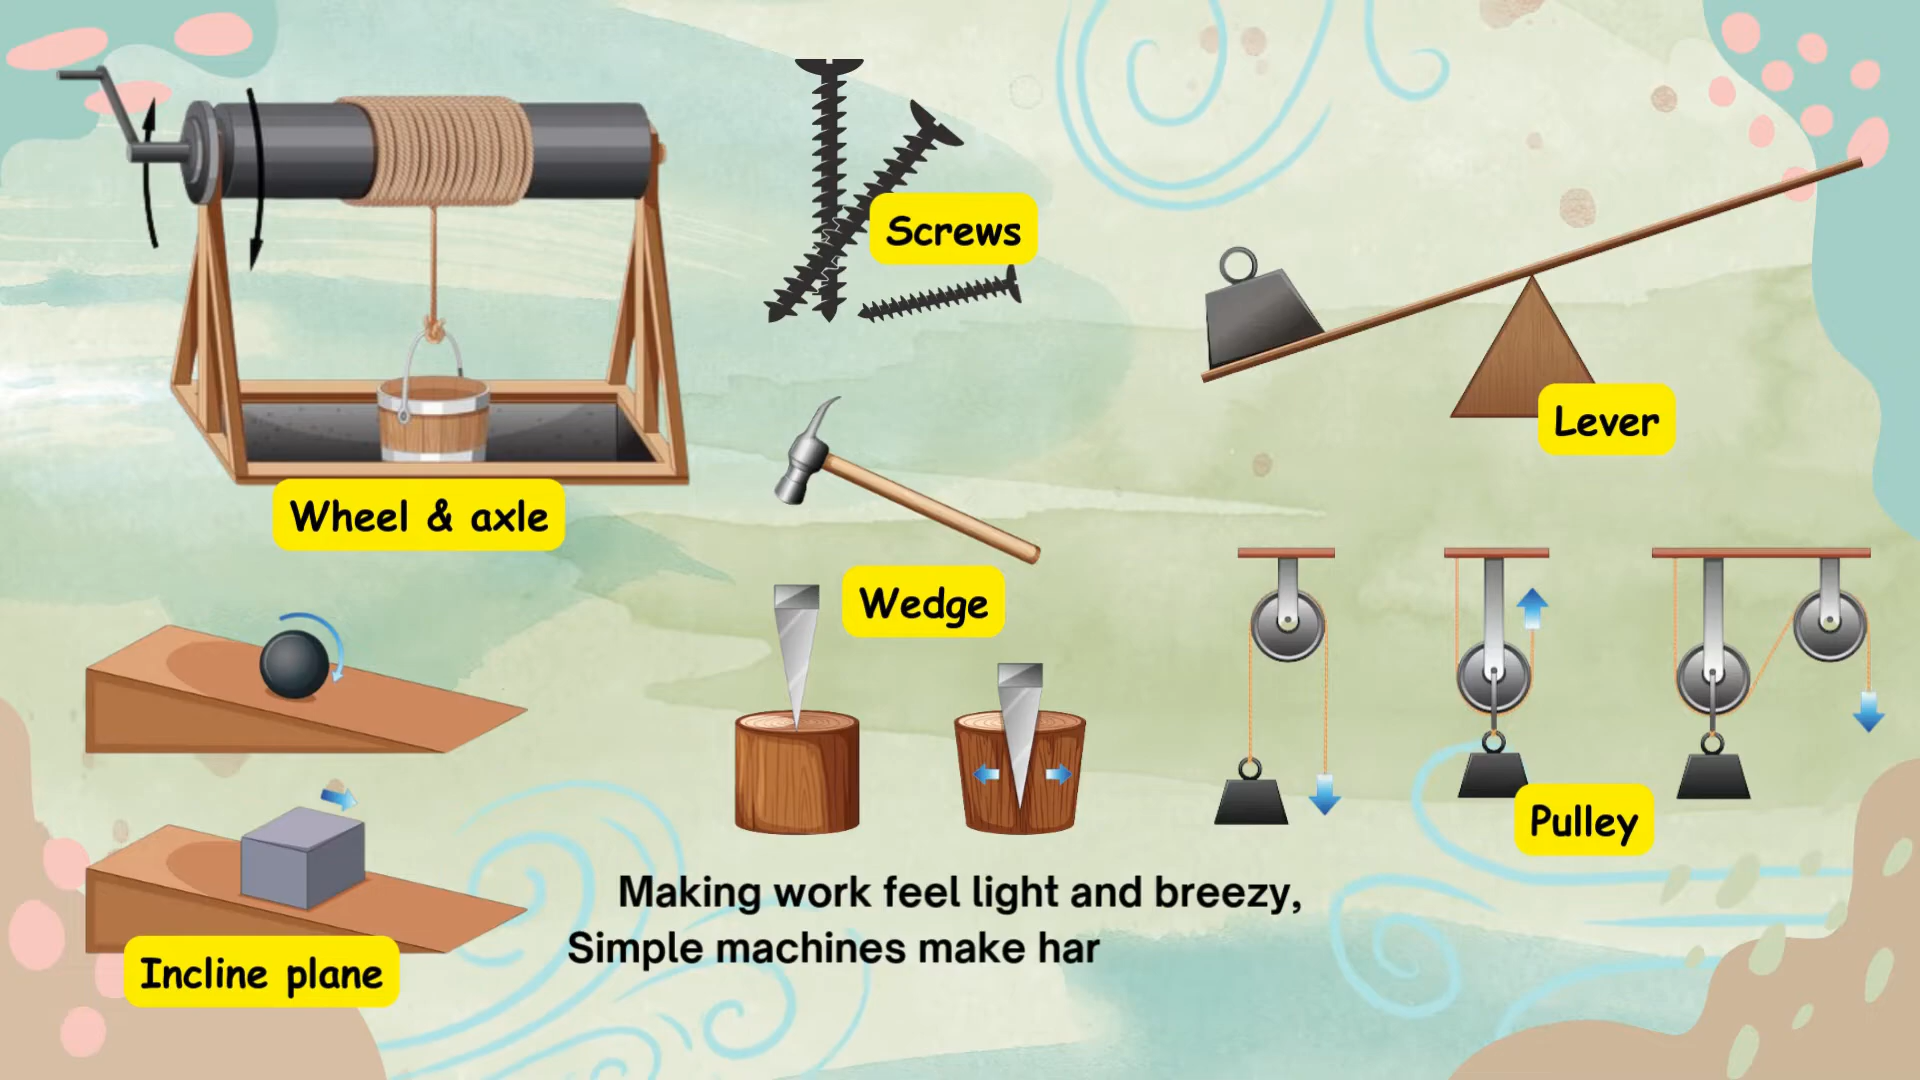 Screws
Lever
Wheel & axle
Wedge
Pulley
Making work feel light and breezy,
Simple machines make har
Incline plane